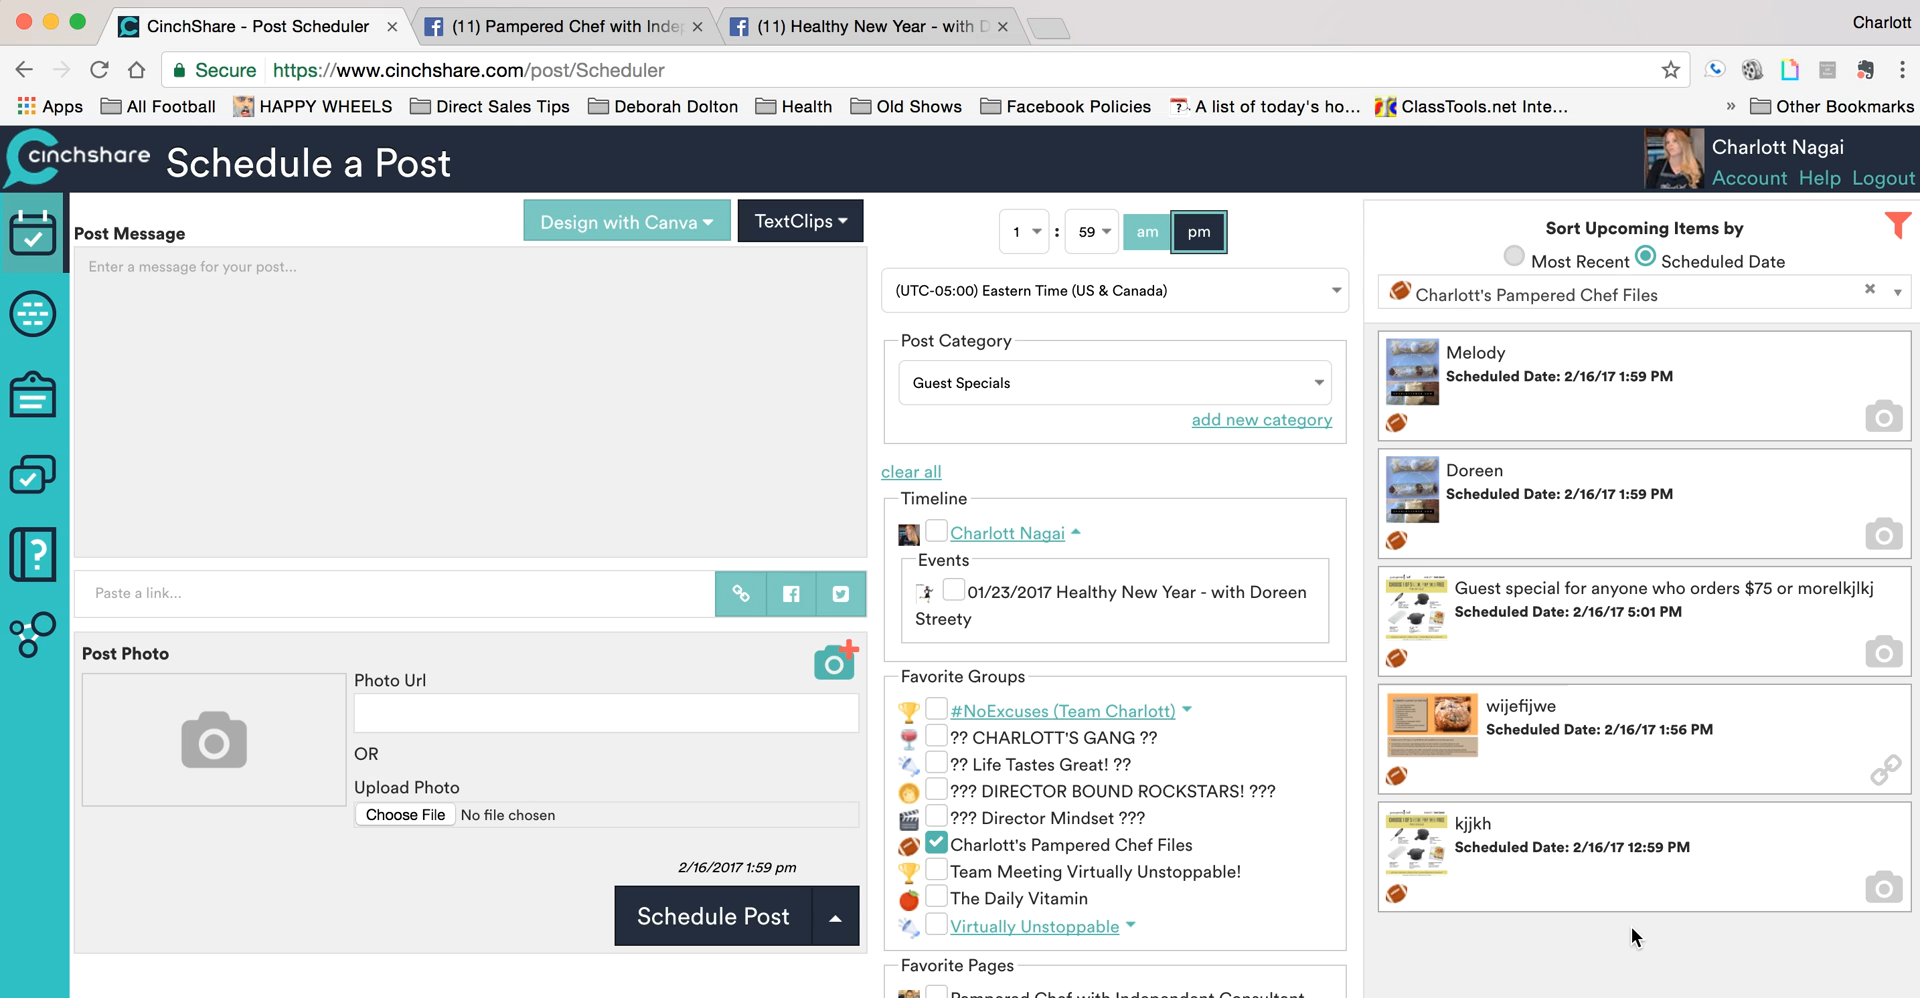 CinchShare - Post Scheduler
(11) Pampered Chef with Inde
(11) Healthy New Year - with D
Charlott
Secure
https://www.cinchshare.com/post/Scheduler
Apps
All Football
HAPPY WHEELS
Direct Sales Tips
Deborah Dolton
Health
Old Shows
Facebook Policies
A list of today's ho...
ClassTools.net Inte...
»
Other Bookmarks
cinchshare
Schedule a Post
Charlott Nagai
Account Help Logout
Post Message
Design with Canva
TextClips
Enter a message for your post...
Paste a link...
Post Photo
Photo Url
OR
Upload Photo
Choose File No file chosen
2/16/2017 1:59 pm
Schedule Post
1 : 59 am pm
(UTC-05:00) Eastern Time (US & Canada)
Post Category
Guest Specials
add new category
clear all
Timeline
Charlott Nagai
Events
01/23/2017 Healthy New Year - with Doreen
Streety
Favorite Groups
#NoExcuses (Team Charlott)
?? CHARLOTT'S GANG ??
?? Life Tastes Great! ??
??? DIRECTOR BOUND ROCKSTARS! ???
??? Director Mindset ???
Charlott's Pampered Chef Files
Team Meeting Virtually Unstoppable!
The Daily Vitamin
Virtually Unstoppable
Favorite Pages
Pampered Chef with Independent Consultant
Sort Upcoming Items by
Most Recent Scheduled Date
Charlott's Pampered Chef Files
Melody
Scheduled Date: 2/16/17 1:59 PM
Doreen
Scheduled Date: 2/16/17 1:59 PM
Guest special for anyone who orders $75 or morelkjlkj
Scheduled Date: 2/16/17 5:01 PM
wijefijwe
Scheduled Date: 2/16/17 1:56 PM
kjjkh
Scheduled Date: 2/16/17 12:59 PM